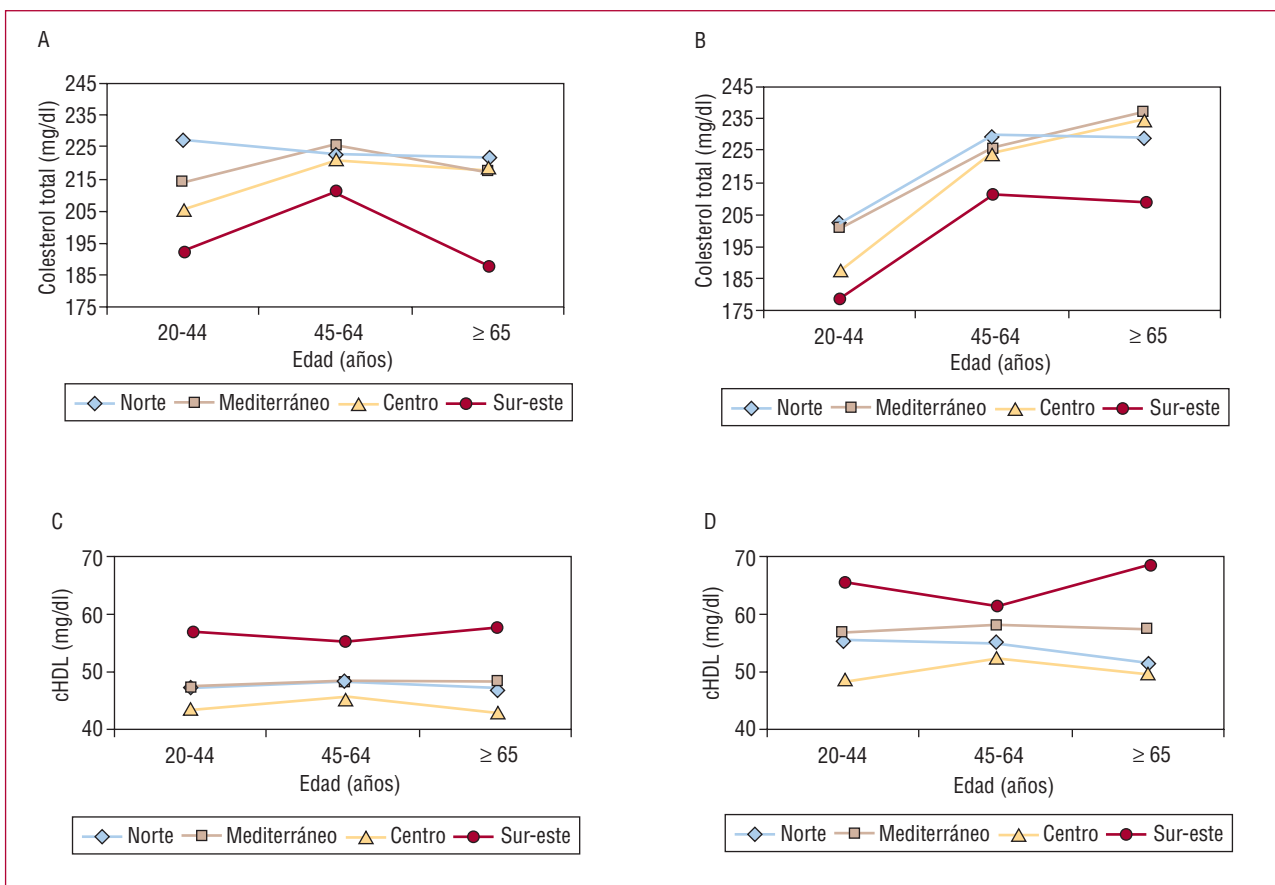 A
Colesterol total (mg/dl)
245
235
225
215
205
195
185
175
20-44 45-64 ≥ 65
Edad (años)
Norte Mediterráneo Centro Sur-este
B
Colesterol total (mg/dl)
245
235
225
215
205
195
185
175
20-44 45-64 ≥ 65
Edad (años)
Norte Mediterráneo Centro Sur-este
C
cHDL (mg/dl)
70
60
50
40
20-44 45-64 ≥ 65
Edad (años)
Norte Mediterráneo Centro Sur-este
D
cHDL (mg/dl)
70
60
50
40
20-44 45-64 ≥ 65
Edad (años)
Norte Mediterráneo Centro Sur-este